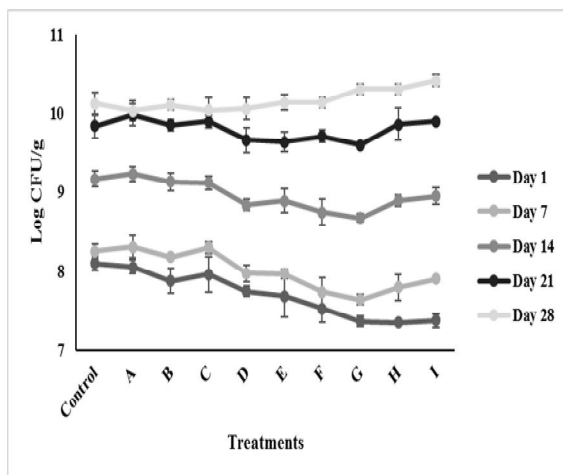 11
10
9
8
7
Log CFU/g
Control A B C D E F G H I
Treatments
Day 1
Day 7
Day 14
Day 21
Day 28